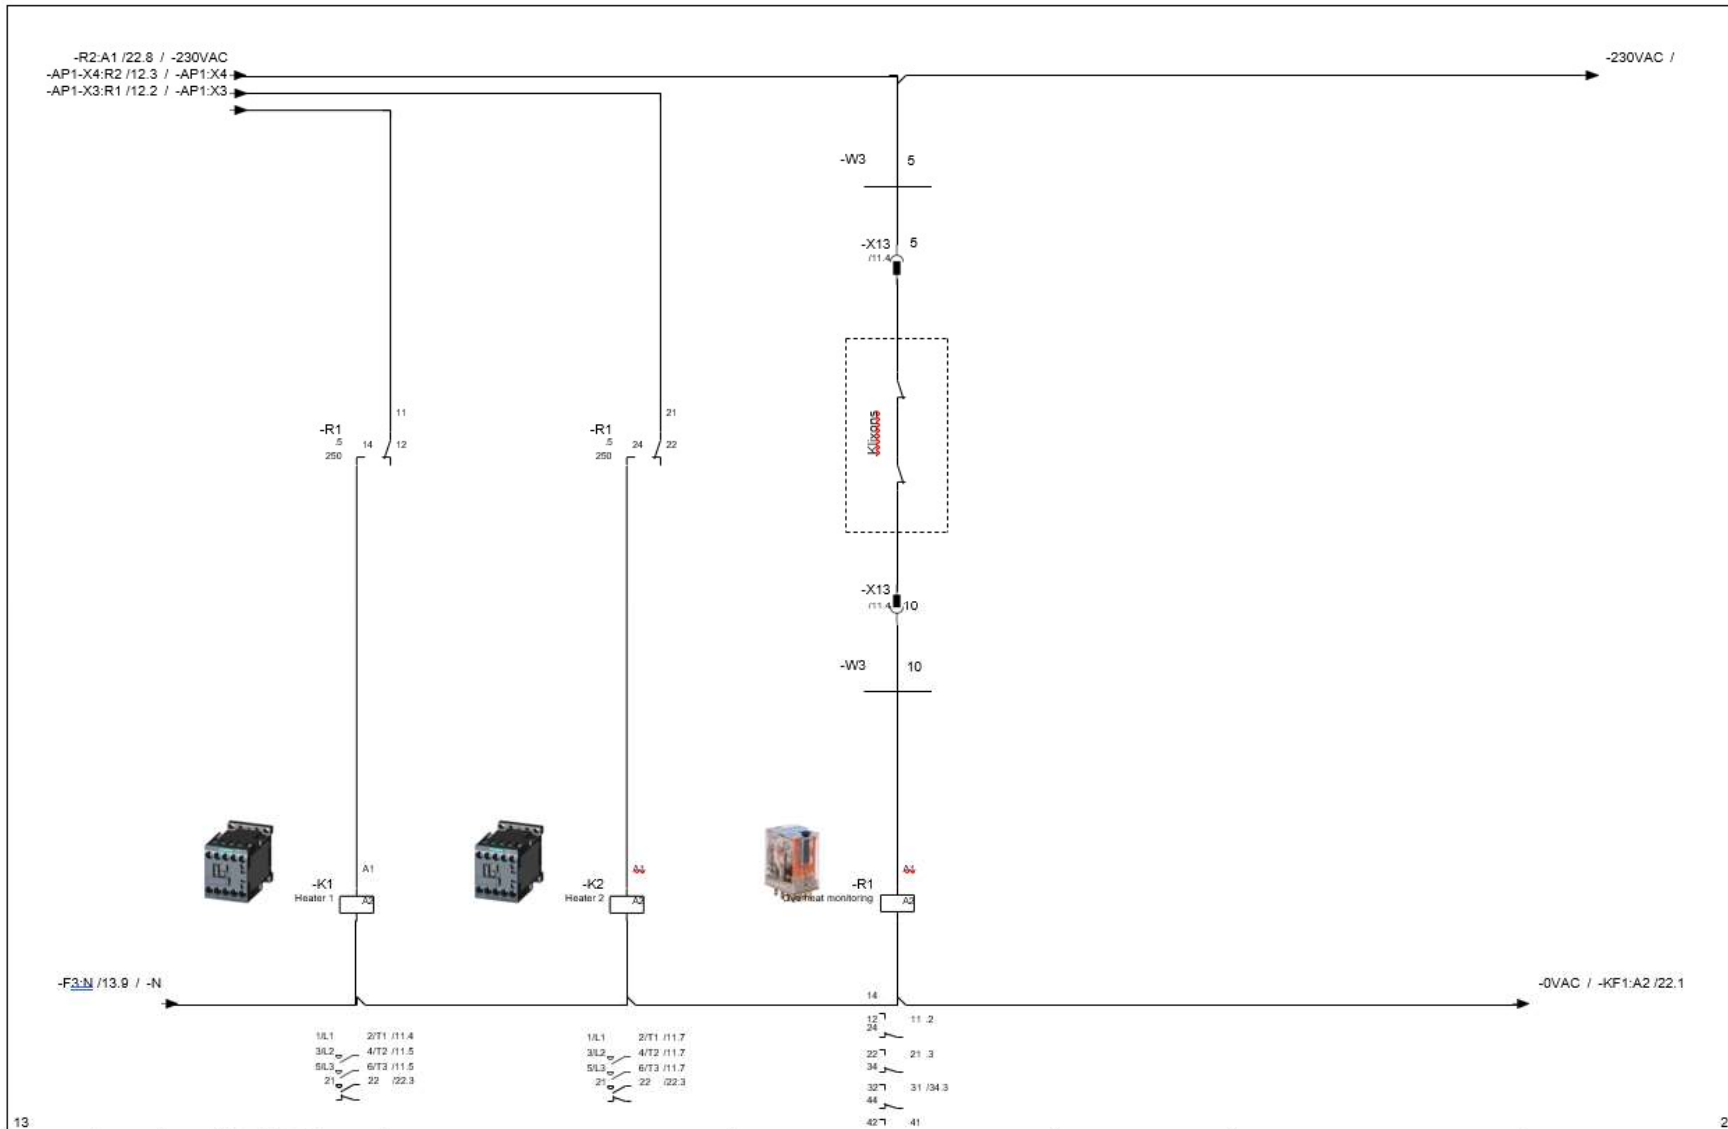 -R2:A1 /22.8 / -230VAC
-230VAC /
-AP1-X4:R2 /12.3 / -AP1:X4
-AP1-X3:R1 /12.2 / -AP1:X3
-W3 5
-X13 5
/11.4
11
21
-R1
.5 14 12
250
-R1
.5 24 22
250
Klixons
-X13
/11.4 10
-W3 10
A1
A1
A1
-K1
Heater 1 A2
-K2
Heater 2 A2
-R1
Overheat monitoring A2
-F3:N /13.9 / -N
-0VAC / -KF1:A2 /22.1
1/L1 2/T1 /11.4
3/L2 4/T2 /11.5
5/L3 6/T3 /11.5
21 22 /22.3
1/L1 2/T1 /11.7
3/L2 4/T2 /11.7
5/L3 6/T3 /11.7
21 22 /22.3
14
12 11 .2
24
22 21 .3
34
32 31 /34.3
44
42 41
13
2